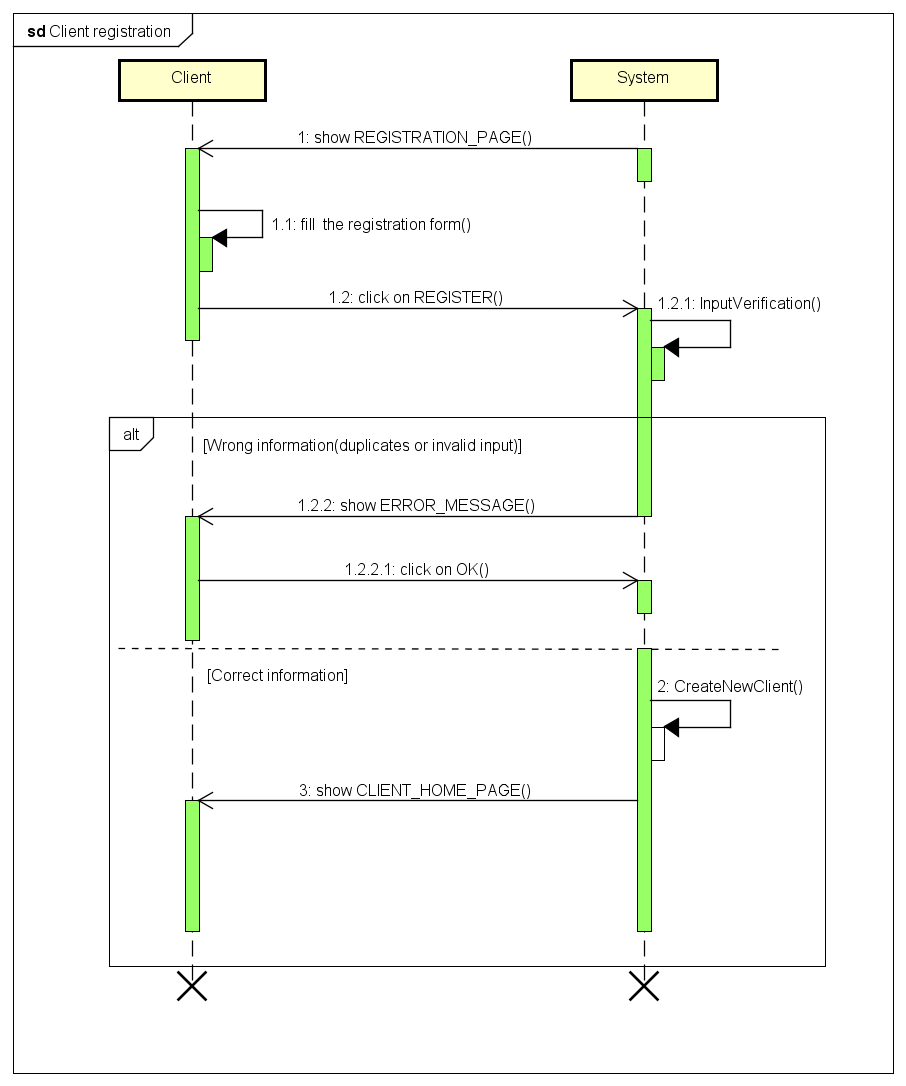 sd Client registration
Client
System
1: show REGISTRATION_PAGE()
1.1: fill  the registration form()
1.2: click on REGISTER()
1.2.1: InputVerification()
alt
[Wrong information(duplicates or invalid input)]
1.2.2: show ERROR_MESSAGE()
1.2.2.1: click on OK()
[Correct information]
2: CreateNewClient()
3: show CLIENT_HOME_PAGE()